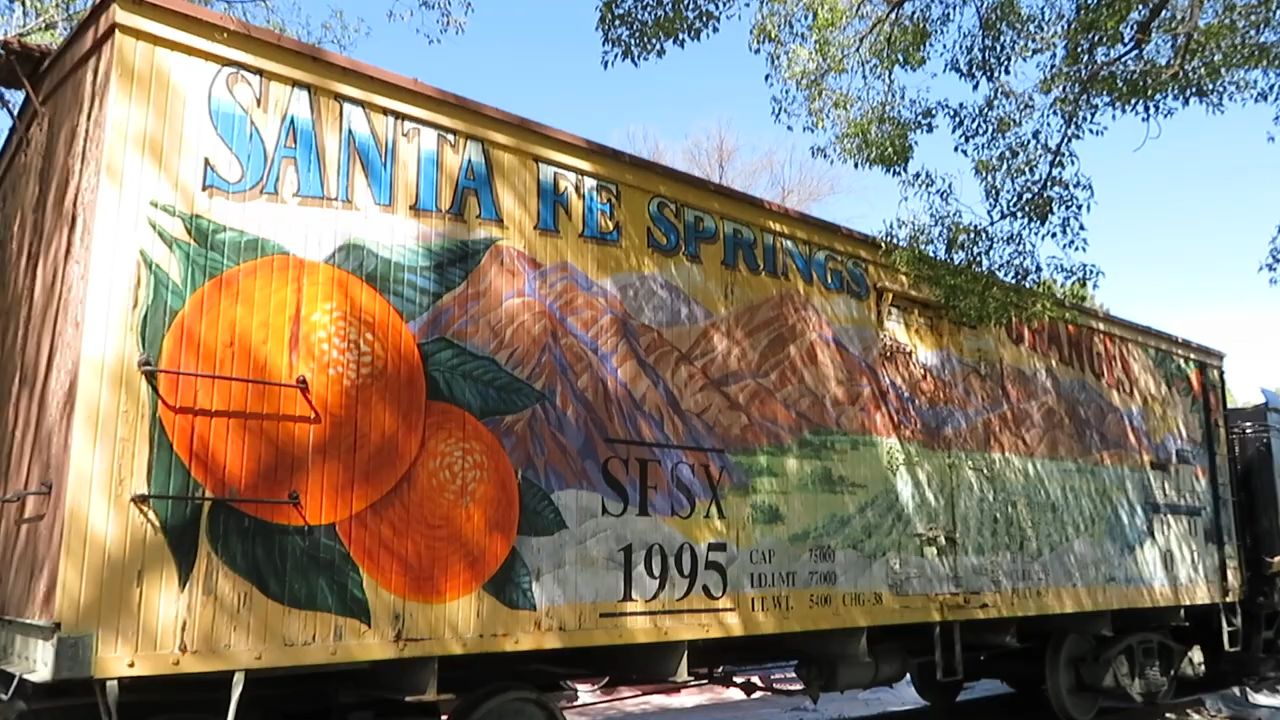 SANTA FE SPRINGS
ORANGES
SFSX
1995
CAP 75000
LD.LMT 77000
LT. WT. 5400 CHG-38